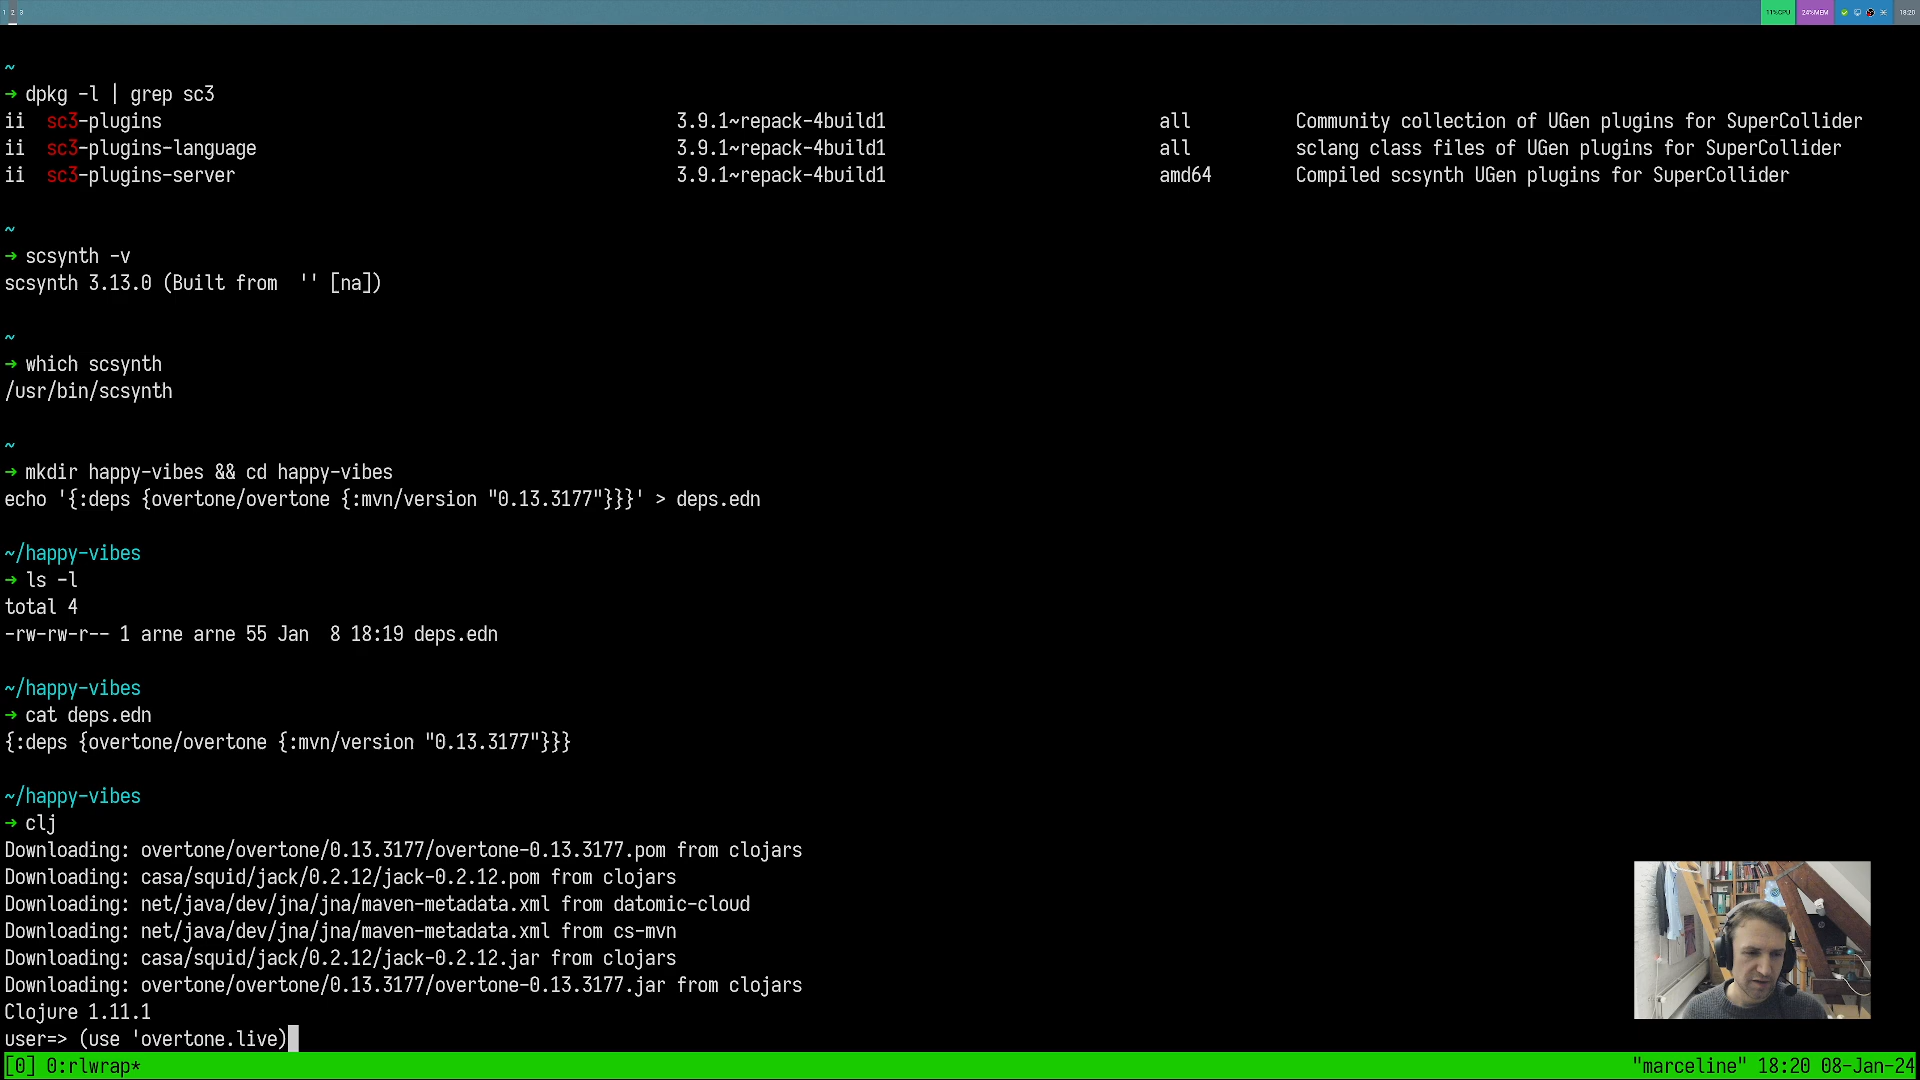 1 2 3
11%CPU 24%MEM 18:20
~
→ dpkg -l | grep sc3
ii  sc3-plugins 3.9.1~repack-4build1 all Community collection of UGen plugins for SuperCollider
ii  sc3-plugins-language 3.9.1~repack-4build1 all sclang class files of UGen plugins for SuperCollider
ii  sc3-plugins-server 3.9.1~repack-4build1 amd64 Compiled scsynth UGen plugins for SuperCollider
~
→ scsynth -v
scsynth 3.13.0 (Built from  '' [na])
~
→ which scsynth
/usr/bin/scsynth
~
→ mkdir happy-vibes && cd happy-vibes
echo '{:deps {overtone/overtone {:mvn/version "0.13.3177"}}}' > deps.edn
~/happy-vibes
→ ls -l
total 4
-rw-rw-r-- 1 arne arne 55 Jan  8 18:19 deps.edn
~/happy-vibes
→ cat deps.edn
{:deps {overtone/overtone {:mvn/version "0.13.3177"}}}
~/happy-vibes
→ clj
Downloading: overtone/overtone/0.13.3177/overtone-0.13.3177.pom from clojars
Downloading: casa/squid/jack/0.2.12/jack-0.2.12.pom from clojars
Downloading: net/java/dev/jna/jna/maven-metadata.xml from datomic-cloud
Downloading: net/java/dev/jna/jna/maven-metadata.xml from cs-mvn
Downloading: casa/squid/jack/0.2.12/jack-0.2.12.jar from clojars
Downloading: overtone/overtone/0.13.3177/overtone-0.13.3177.jar from clojars
Clojure 1.11.1
user=> (use 'overtone.live)
[0] 0:rlwrap* "marceline" 18:20 08-Jan-24